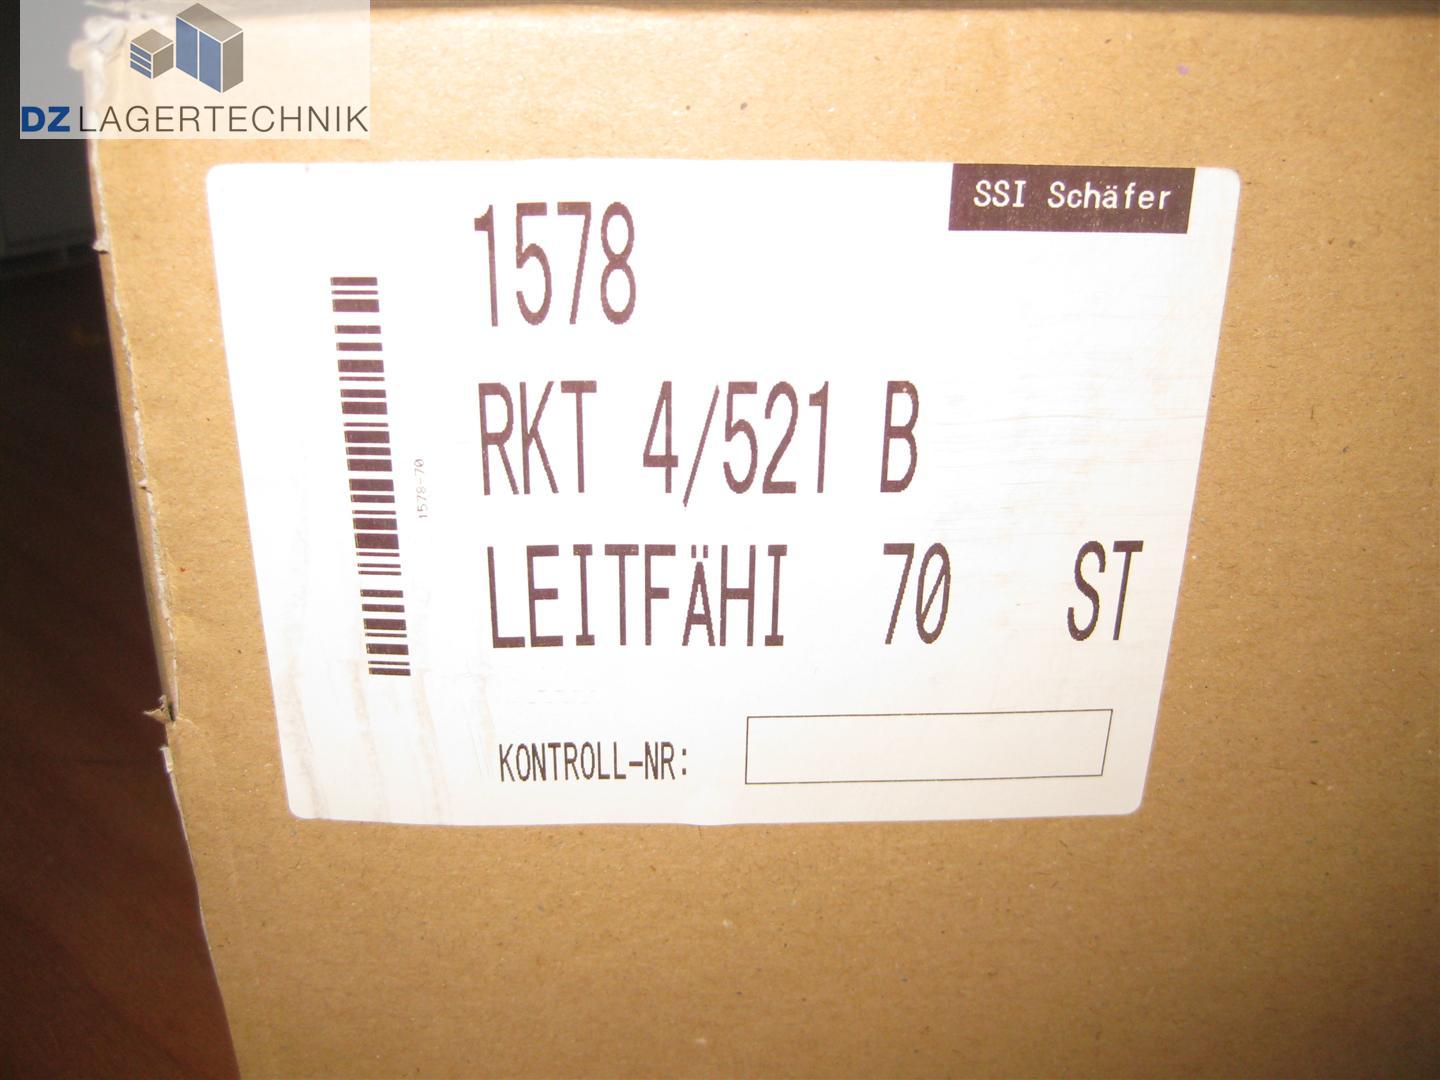 DZ LAGERTECHNIK
SSI Schäfer
1578
RKT 4/521 B
LEITFÄHI 70 ST
1578-70
KONTROLL-NR: